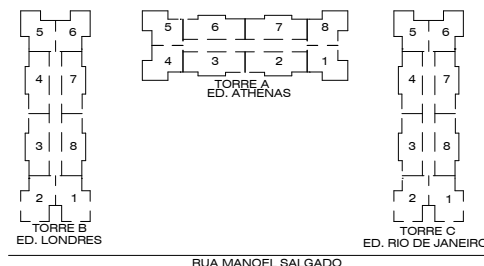 5 6
4 7
3 8
2 1
TORRE B
ED. LONDRES
5 6 7 8
4 3 2 1
TORRE A
ED. ATHENAS
5 6
4 7
3 8
2 1
TORRE C
ED. RIO DE JANEIRO
RUA MANOEL SALGADO